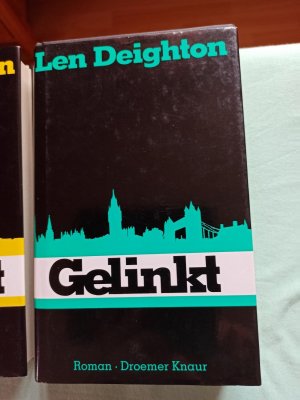 Len Deighton
Gelinkt
Roman · Droemer Knaur
n
t